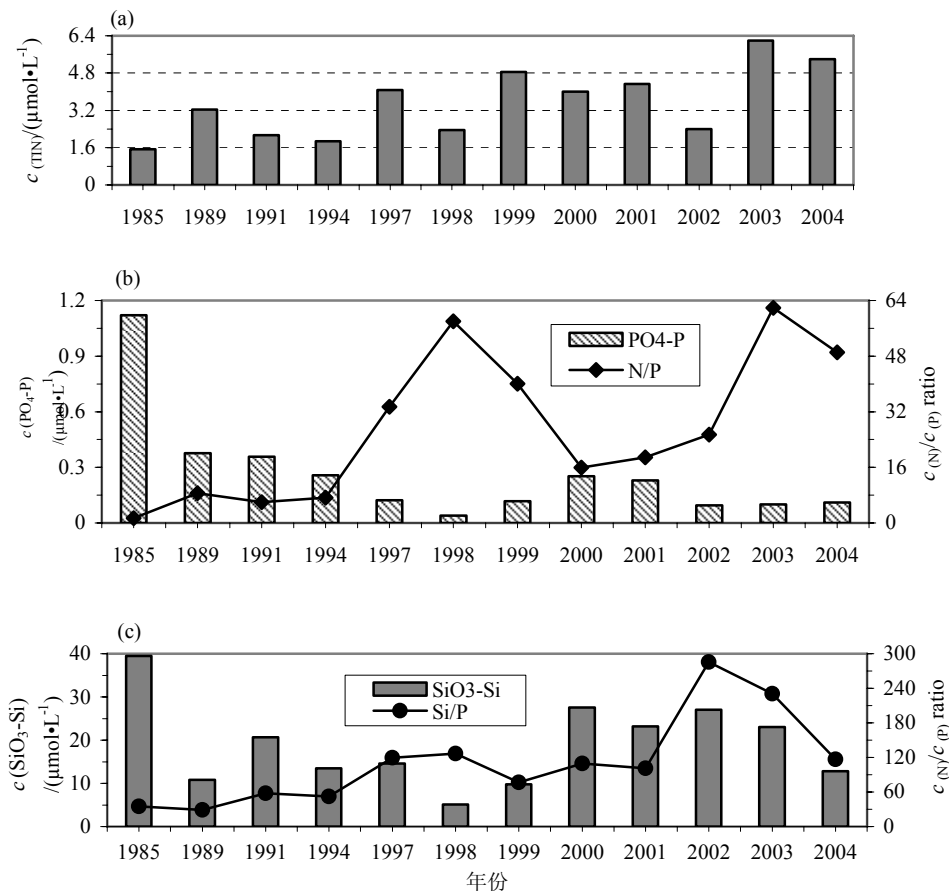 (a)
c (TIN)/(μmol•L-1)
6.4
4.8
3.2
1.6
0
1985 1989 1991 1994 1997 1998 1999 2000 2001 2002 2003 2004
(b)
c (PO4-P)
/(μmol•L-1)
1.2
0.9
0.6
0.3
0
PO4-P
N/P
64
48
32
16
0
c (N)/c (P) ratio
1985 1989 1991 1994 1997 1998 1999 2000 2001 2002 2003 2004
(c)
c (SiO3-Si)
/(μmol•L-1)
40
30
20
10
0
SiO3-Si
Si/P
300
240
180
120
60
0
c (N)/c (P) ratio
1985 1989 1991 1994 1997 1998 1999 2000 2001 2002 2003 2004
年份